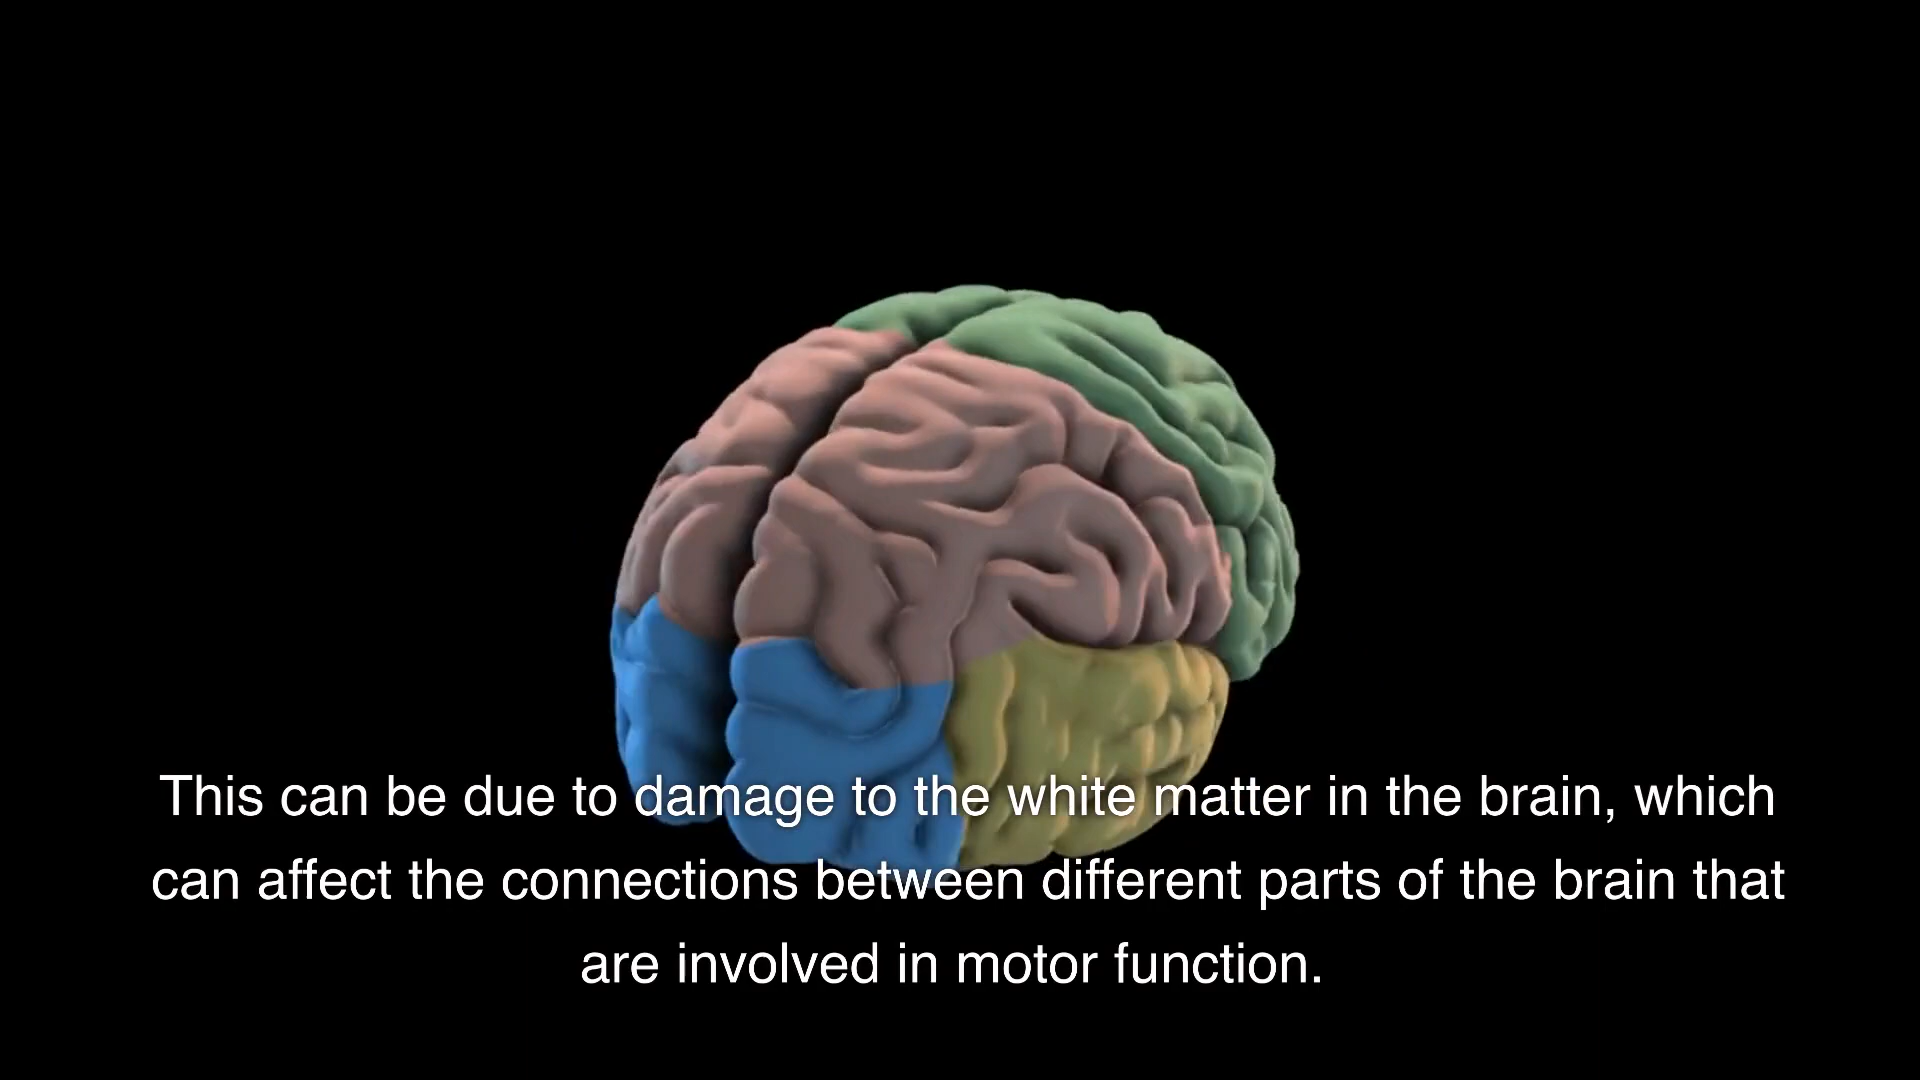 This can be due to damage to the white matter in the brain, which
can affect the connections between different parts of the brain that
are involved in motor function.